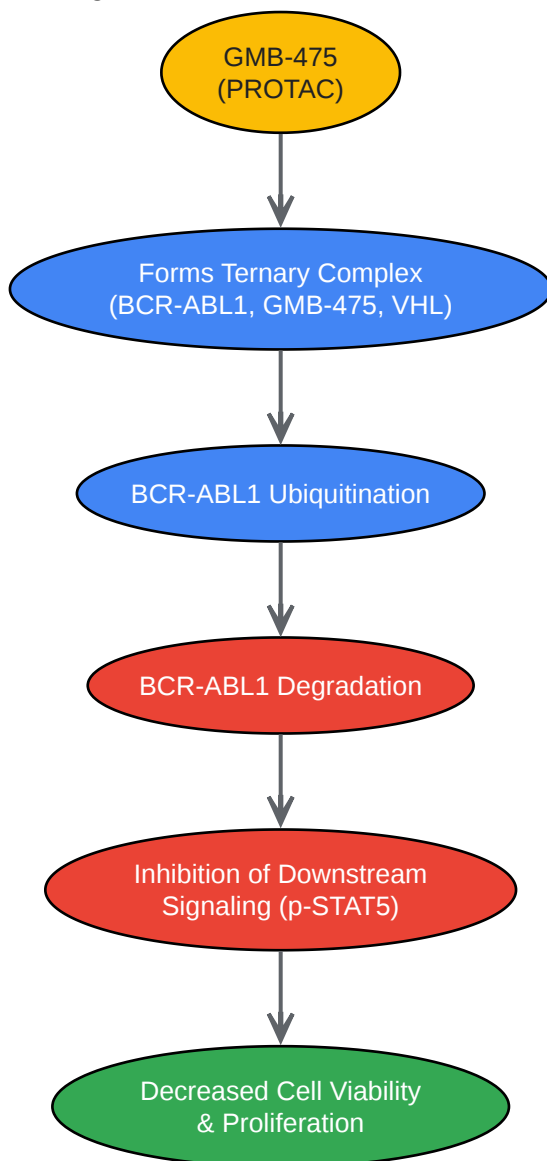 GMB-475
(PROTAC)
Forms Ternary Complex
(BCR-ABL1, GMB-475, VHL)
BCR-ABL1 Ubiquitination
BCR-ABL1 Degradation
Inhibition of Downstream
Signaling (p-STAT5)
Decreased Cell Viability
& Proliferation